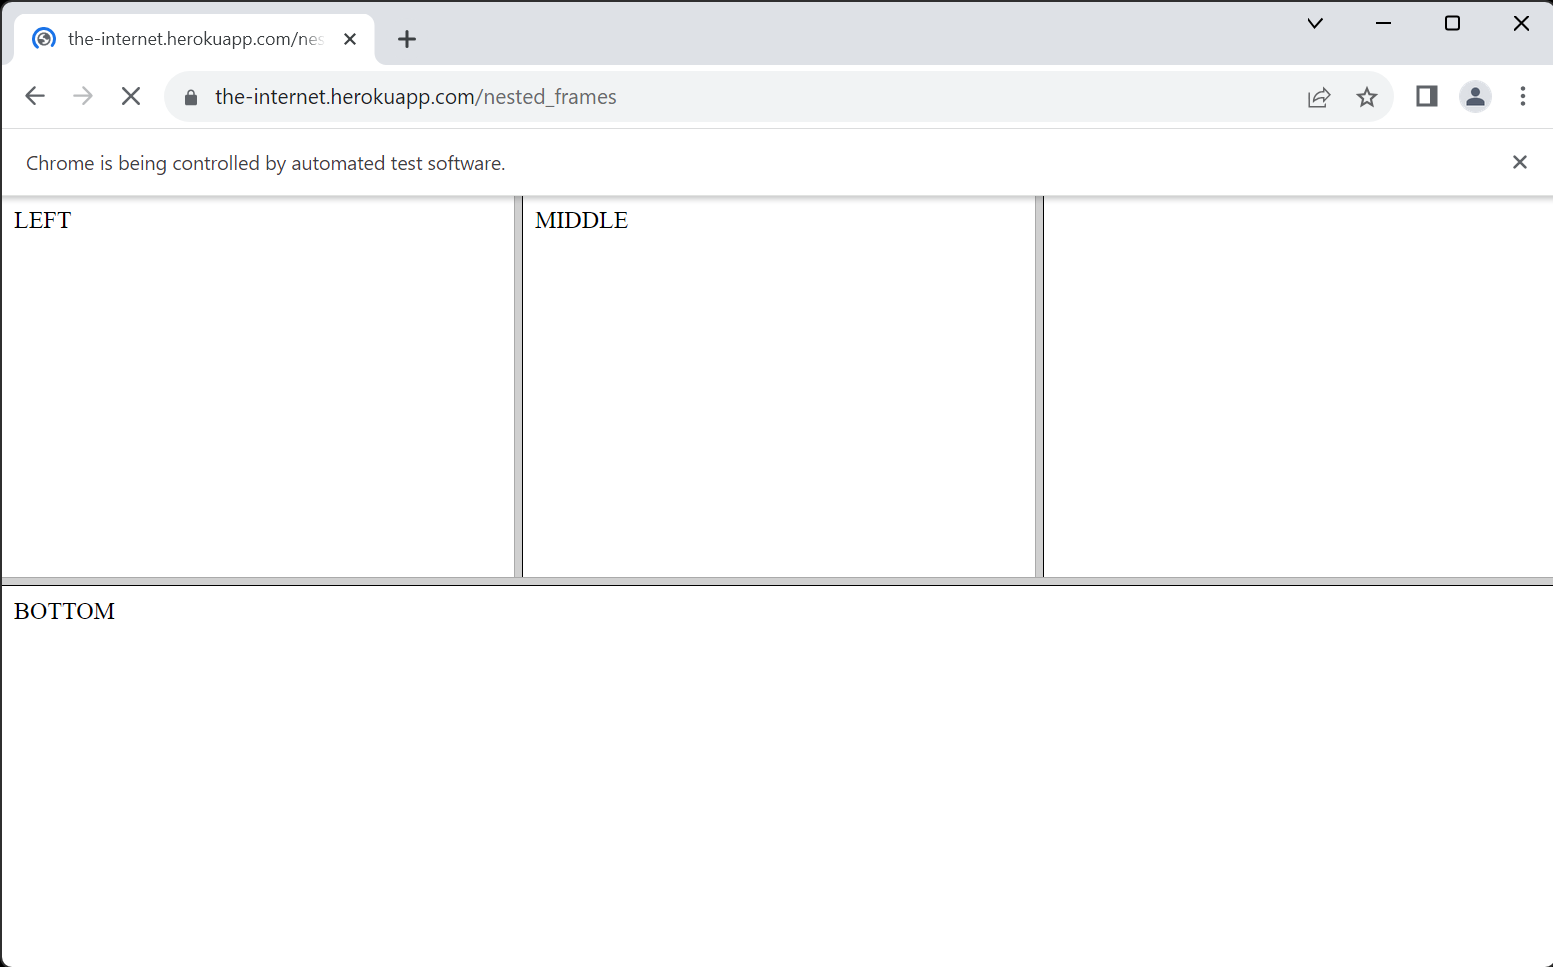 the-internet.herokuapp.com/nes
the-internet.herokuapp.com/nested_frames
Chrome is being controlled by automated test software.
LEFT
MIDDLE
BOTTOM